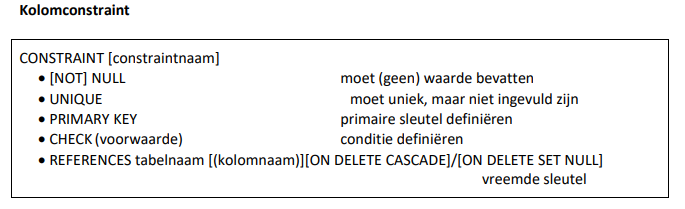 Kolomconstraint
CONSTRAINT [constraintnaam]
• [NOT] NULL moet (geen) waarde bevatten
• UNIQUE moet uniek, maar niet ingevuld zijn
• PRIMARY KEY primaire sleutel definiëren
• CHECK (voorwaarde) conditie definiëren
• REFERENCES tabelnaam [(kolomnaam)][ON DELETE CASCADE]/[ON DELETE SET NULL]
vreemde sleutel